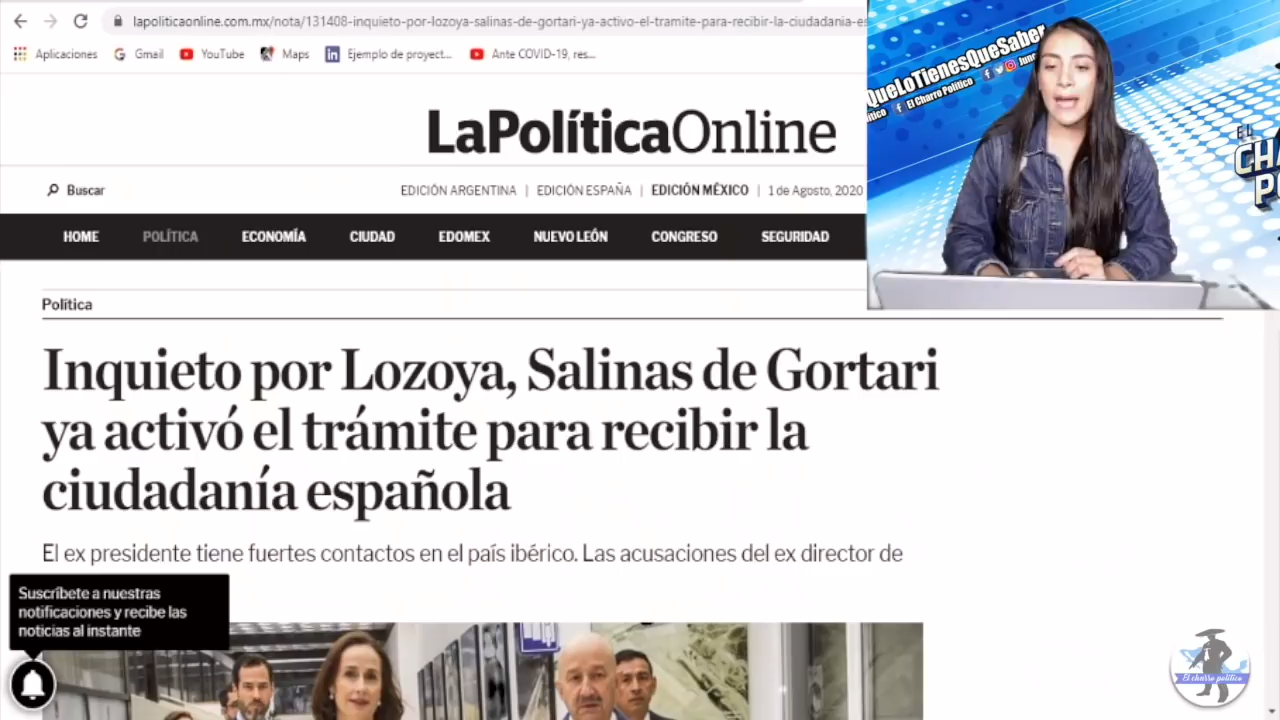 lapoliticaonline.com.mx/nota/131408-inquieto-por-lozoya-salinas-de-gortari-ya-activo-el-tramite-para-recibir-la-ciudadania-es
Aplicaciones Gmail YouTube Maps Ejemplo de proyect... Ante COVID-19, res...
QueLoTienesQueSaber
El Charro Político
EL
LaPolíticaOnline
Buscar
EDICIÓN ARGENTINA | EDICIÓN ESPAÑA | EDICIÓN MÉXICO | 1 de Agosto, 2020
HOME POLÍTICA ECONOMÍA CIUDAD EDOMEX NUEVO LEÓN CONGRESO SEGURIDAD
Política
Inquieto por Lozoya, Salinas de Gortari
ya activó el trámite para recibir la
ciudadanía española
El ex presidente tiene fuertes contactos en el país ibérico. Las acusaciones del ex director de
Suscríbete a nuestras
notificaciones y recibe las
noticias al instante
El charro político